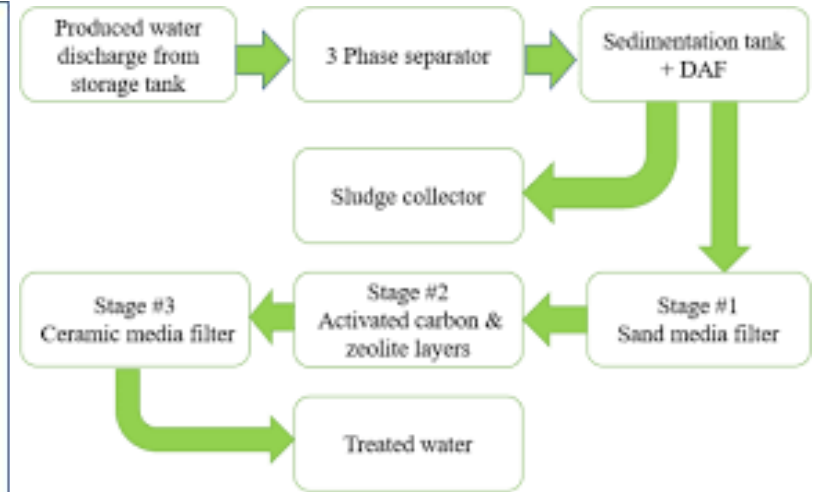 Produced water
discharge from
storage tank
3 Phase separator
Sedimentation tank
+ DAF
Sludge collector
Stage #3
Ceramic media filter
Stage #2
Activated carbon &
zeolite layers
Stage #1
Sand media filter
Treated water